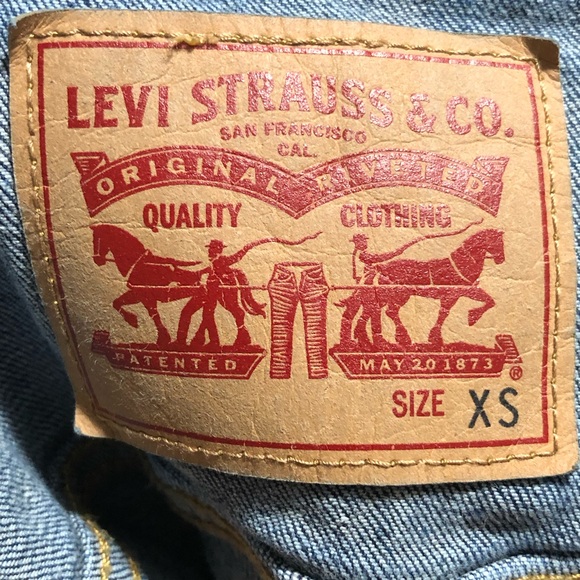 LEVI STRAUSS & CO.
SAN FRANCISCO
CAL.
ORIGINAL RIVETED
QUALITY CLOTHING
PATENTED MAY 20 1873
®
SIZE XS